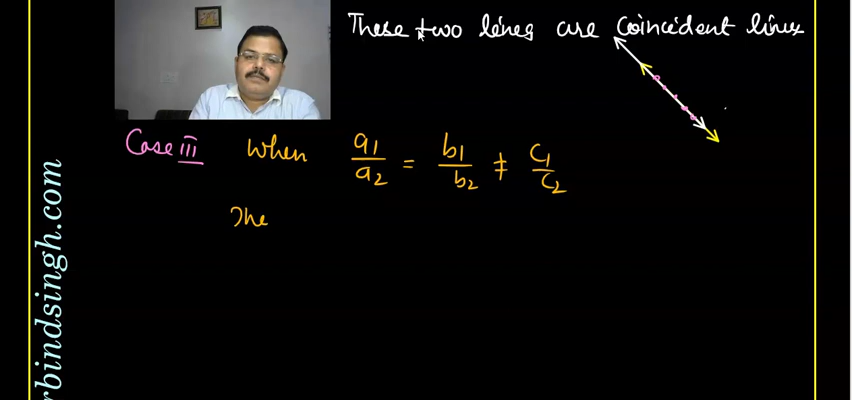 These two lines are Coincident lines
Case III When a1/a2 = b1/b2 ≠ c1/c2
The
rbindsingh.com